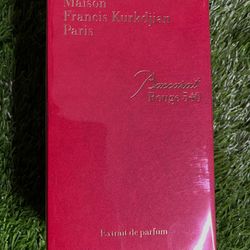 Maison
Francis Kurkdjian
Paris
Baccarat
Rouge 540
Extrait de parfum